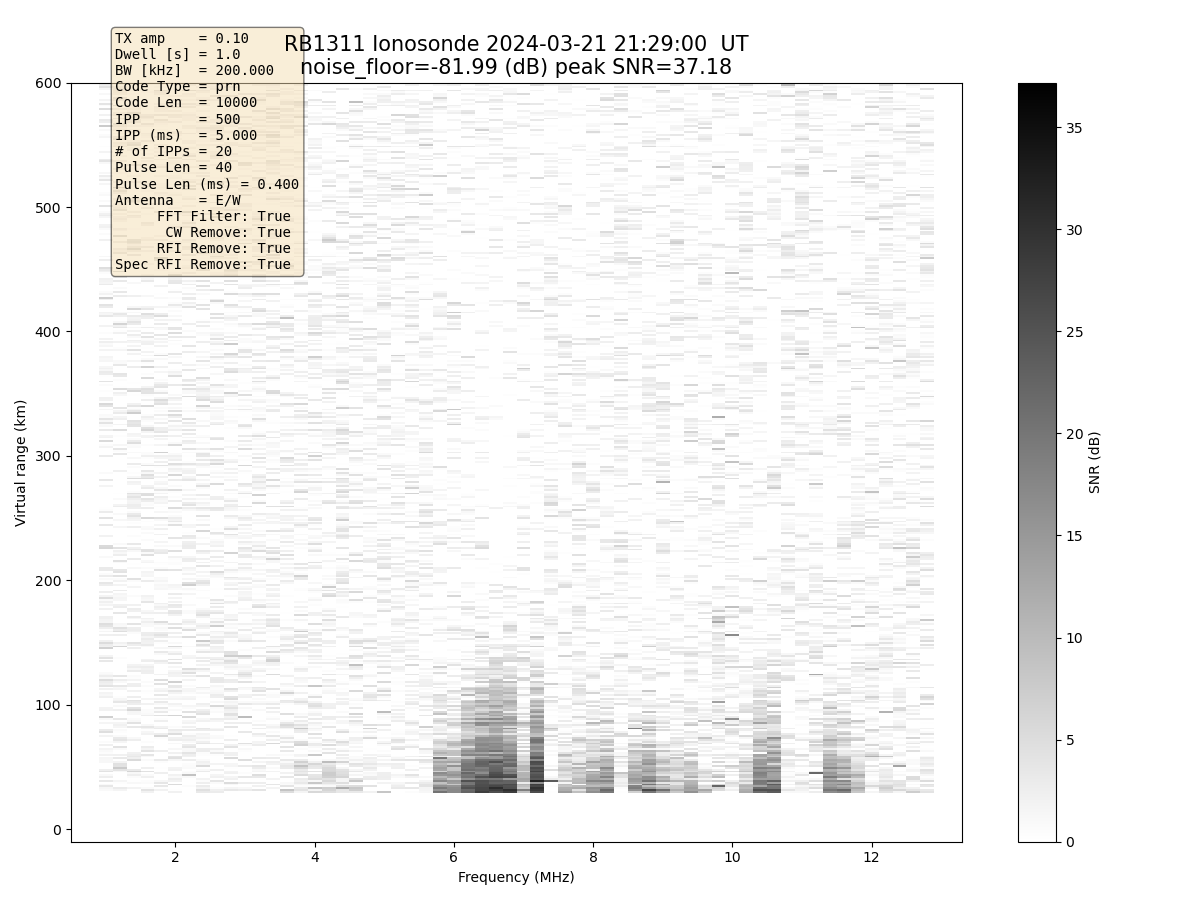 RB1311 Ionosonde 2024-03-21 21:29:00  UT
noise_floor=-81.99 (dB) peak SNR=37.18
TX amp    = 0.10
Dwell [s] = 1.0
BW [kHz]  = 200.000
Code Type = prn
Code Len  = 10000
IPP       = 500
IPP (ms)  = 5.000
# of IPPs = 20
Pulse Len = 40
Pulse Len (ms) = 0.400
Antenna   = E/W
FFT Filter: True
CW Remove: True
RFI Remove: True
Spec RFI Remove: True
Virtual range (km)
600
500
400
300
200
100
0
2 4 6 8 10 12
Frequency (MHz)
35
30
25
20
15
10
5
0
SNR (dB)